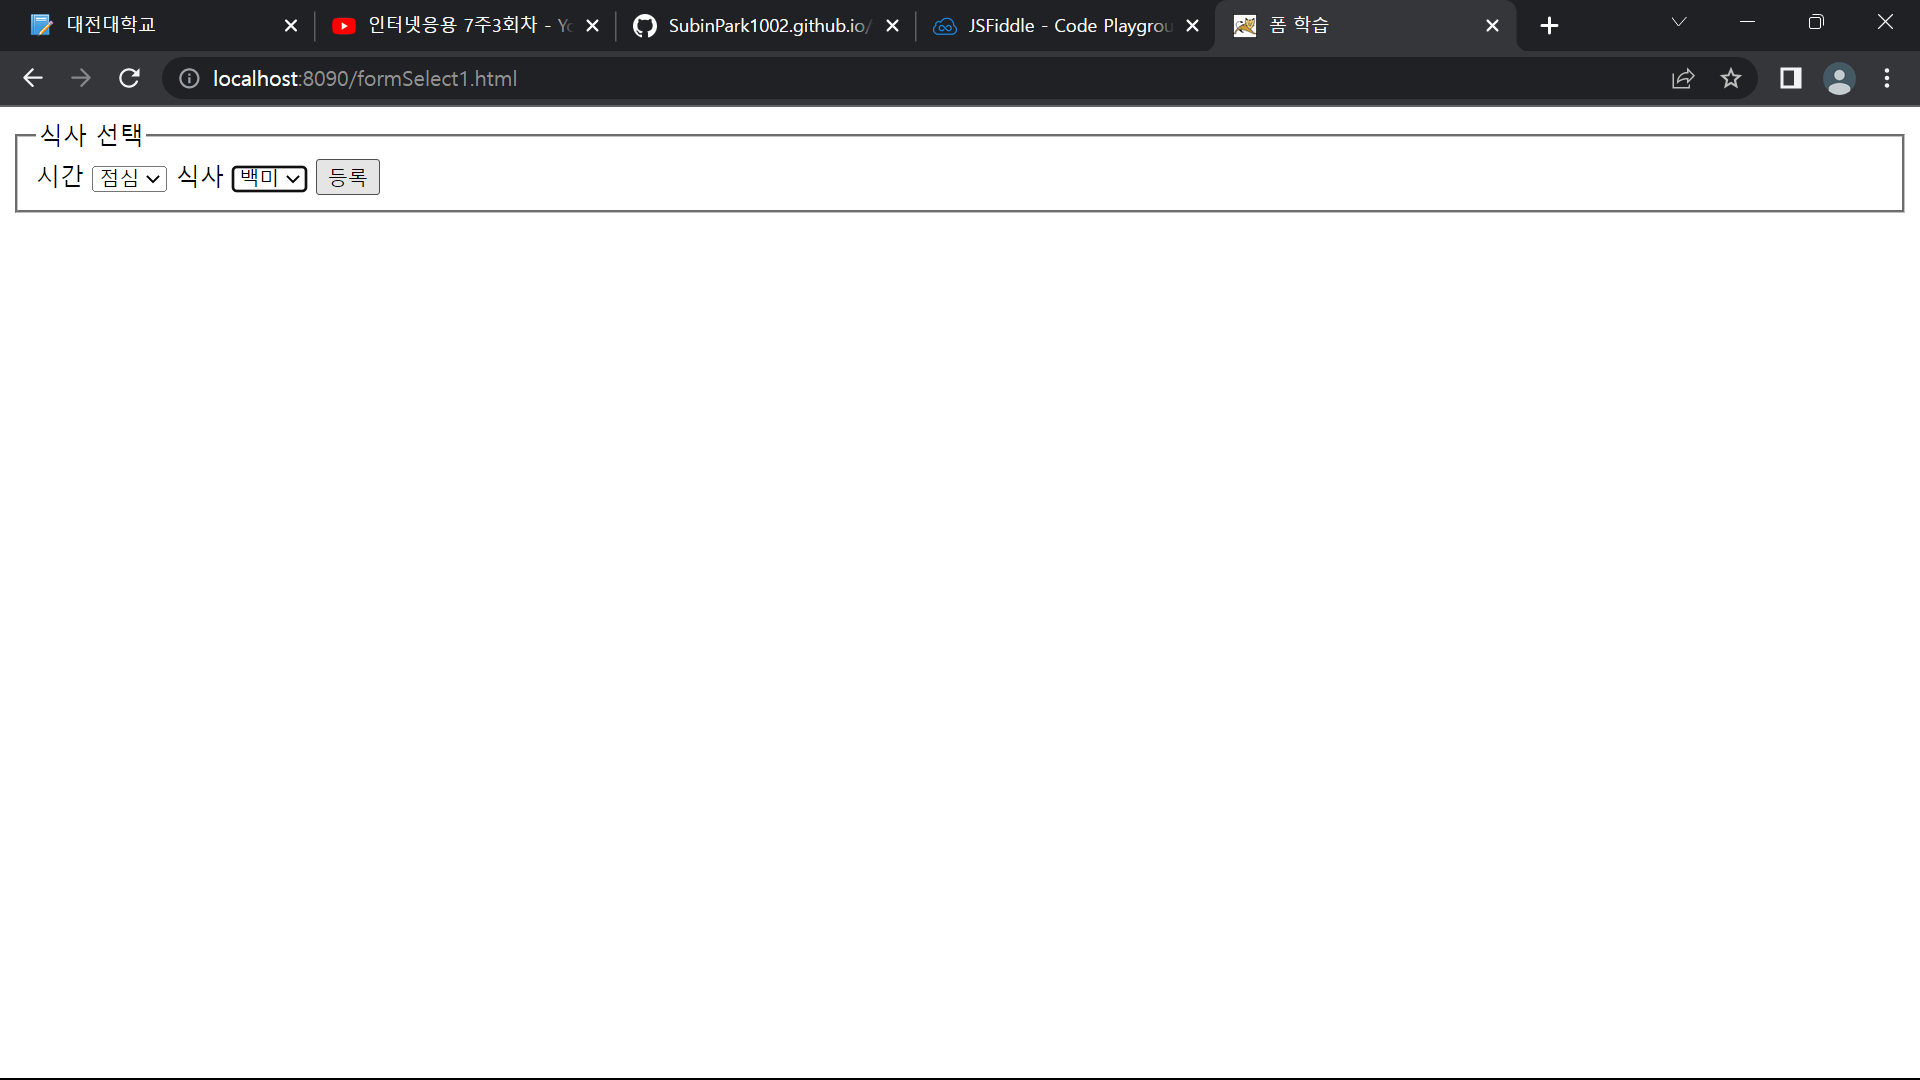 대전대학교
인터넷응용 7주3회차 - Yo
SubinPark1002.github.io/
JSFiddle - Code Playgrou
폼 학습
localhost:8090/formSelect1.html
식사 선택
시간 점심 식사 백미 등록